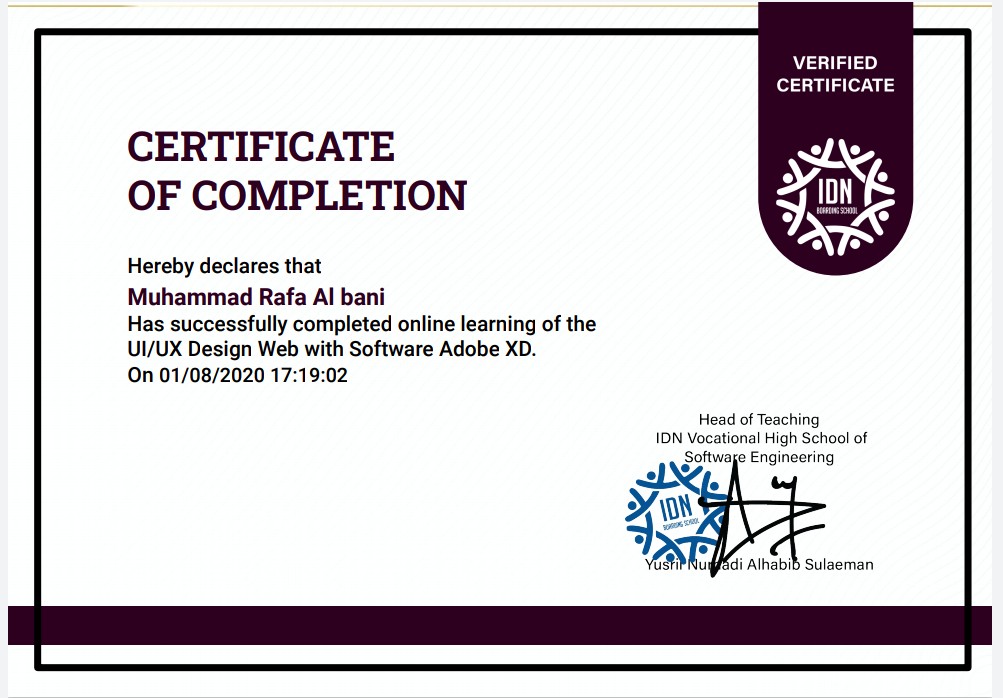 VERIFIED
CERTIFICATE
IDN
BOARDING SCHOOL
CERTIFICATE
OF COMPLETION
Hereby declares that
Muhammad Rafa Al bani
Has successfully completed online learning of the
UI/UX Design Web with Software Adobe XD.
On 01/08/2020 17:19:02
Head of Teaching
IDN Vocational High School of
Software Engineering
IDN
BOARDING SCHOOL
Yusril Alhabib Sulaeman